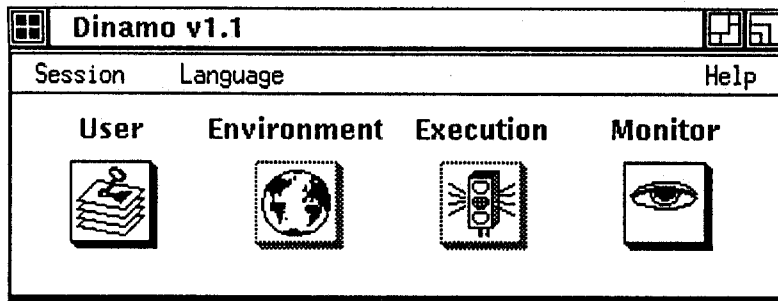 Dinamo v1.1
Session Language Help
User Environment Execution Monitor